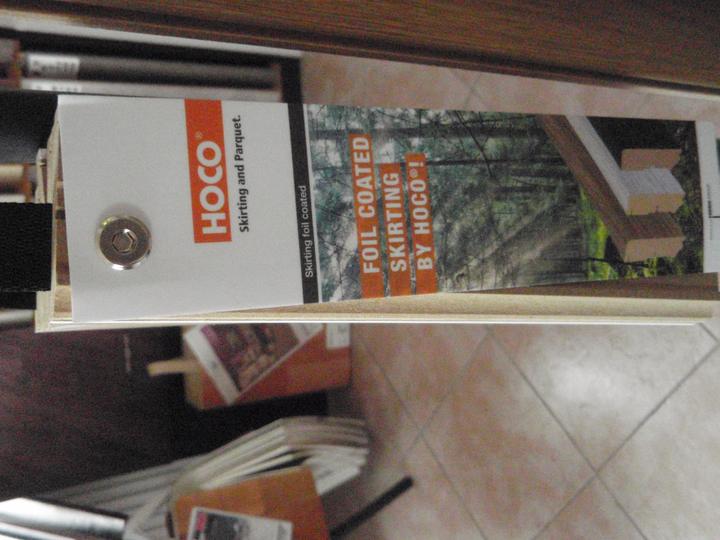 HOCO®
Skirting and Parquet.
Skirting foil coated
FOIL COATED
SKIRTING
BY HOCO®!